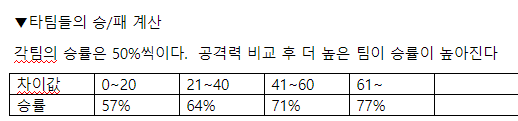 ▼타팀들의 승/패 계산
각팀의 승률은 50%씩이다. 공격력 비교 후 더 높은 팀이 승률이 높아진다
차이값 0~20 21~40 41~60 61~
승률 57% 64% 71% 77%